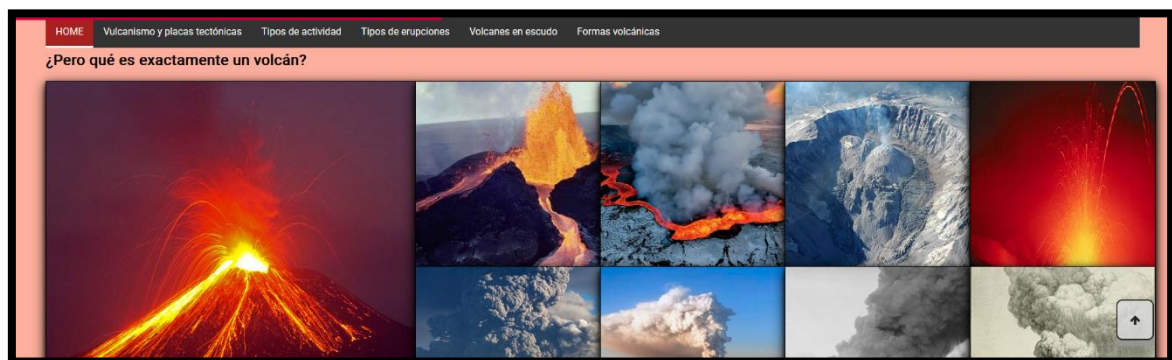 HOME Vulcanismo y placas tectónicas Tipos de actividad Tipos de erupciones Volcanes en escudo Formas volcánicas
¿Pero qué es exactamente un volcán?